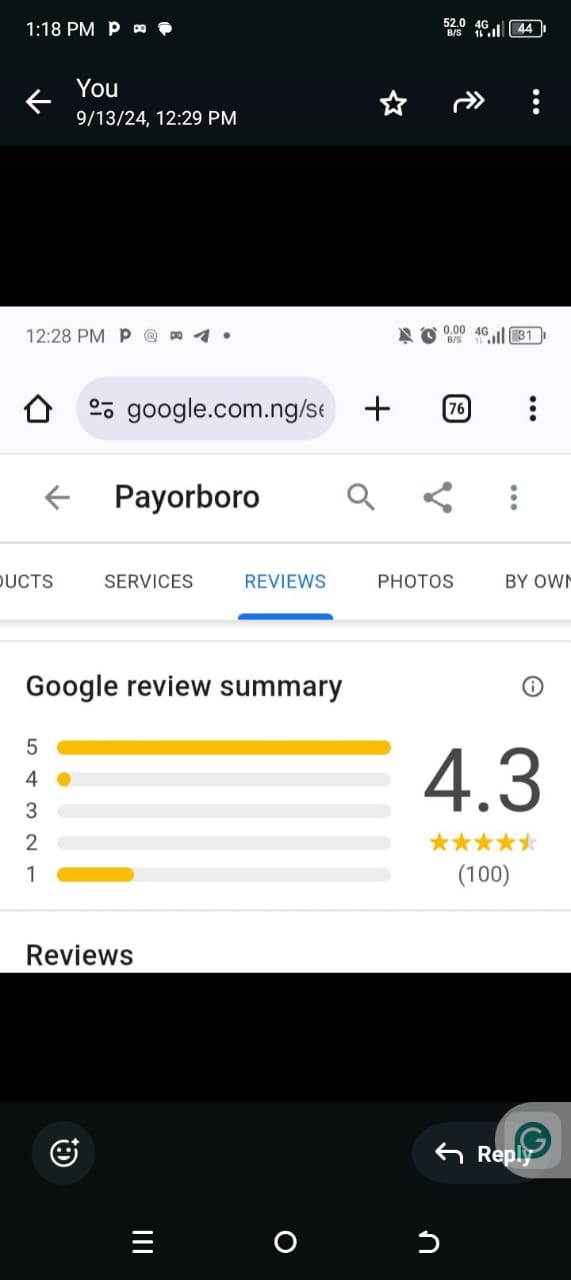 1:18 PM
52.0 B/S 4G 44
You
9/13/24, 12:29 PM
12:28 PM
0.00 B/S 4G 31
google.com.ng/se
76
Payorboro
DUCTS SERVICES REVIEWS PHOTOS BY OWN
Google review summary
5
4
3
2
1
4.3
(100)
Reviews
Reply